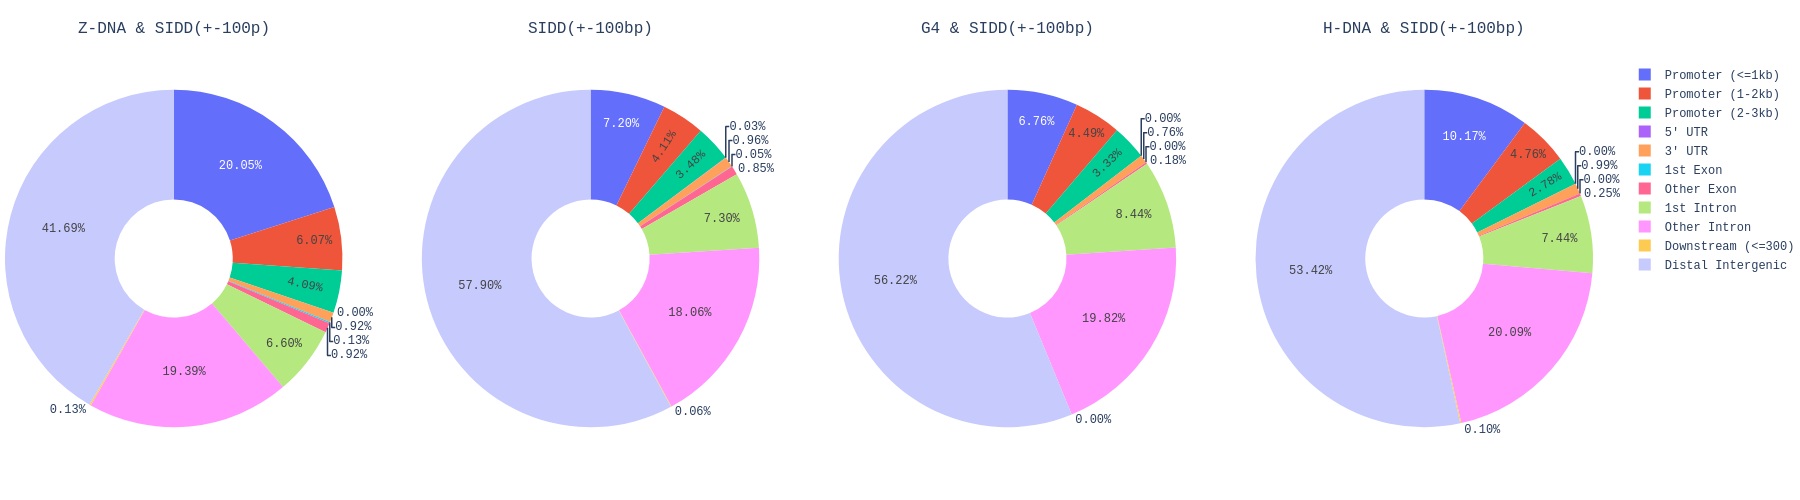 Z-DNA & SIDD(+-100p)
20.05%
6.07%
4.09%
0.00%
0.92%
0.13%
0.92%
6.60%
19.39%
0.13%
41.69%
SIDD(+-100bp)
7.20%
4.11%
3.48%
0.03%
0.96%
0.05%
0.85%
7.30%
18.06%
0.06%
57.90%
G4 & SIDD(+-100bp)
6.76%
4.49%
3.33%
0.00%
0.76%
0.00%
0.18%
8.44%
19.82%
0.00%
56.22%
H-DNA & SIDD(+-100bp)
10.17%
4.76%
2.78%
0.00%
0.99%
0.00%
0.25%
7.44%
20.09%
0.10%
53.42%
Promoter (<=1kb)
Promoter (1-2kb)
Promoter (2-3kb)
5' UTR
3' UTR
1st Exon
Other Exon
1st Intron
Other Intron
Downstream (<=300)
Distal Intergenic